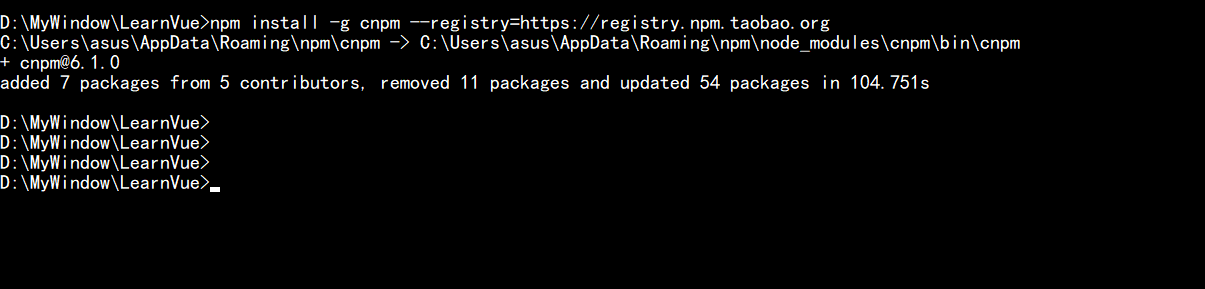 D:\MyWindow\LearnVue>npm install -g cnpm --registry=https://registry.npm.taobao.org
C:\Users\asus\AppData\Roaming\npm\cnpm -> C:\Users\asus\AppData\Roaming\npm\node_modules\cnpm\bin\cnpm
+ cnpm@6.1.0
added 7 packages from 5 contributors, removed 11 packages and updated 54 packages in 104.751s
D:\MyWindow\LearnVue>
D:\MyWindow\LearnVue>
D:\MyWindow\LearnVue>
D:\MyWindow\LearnVue>